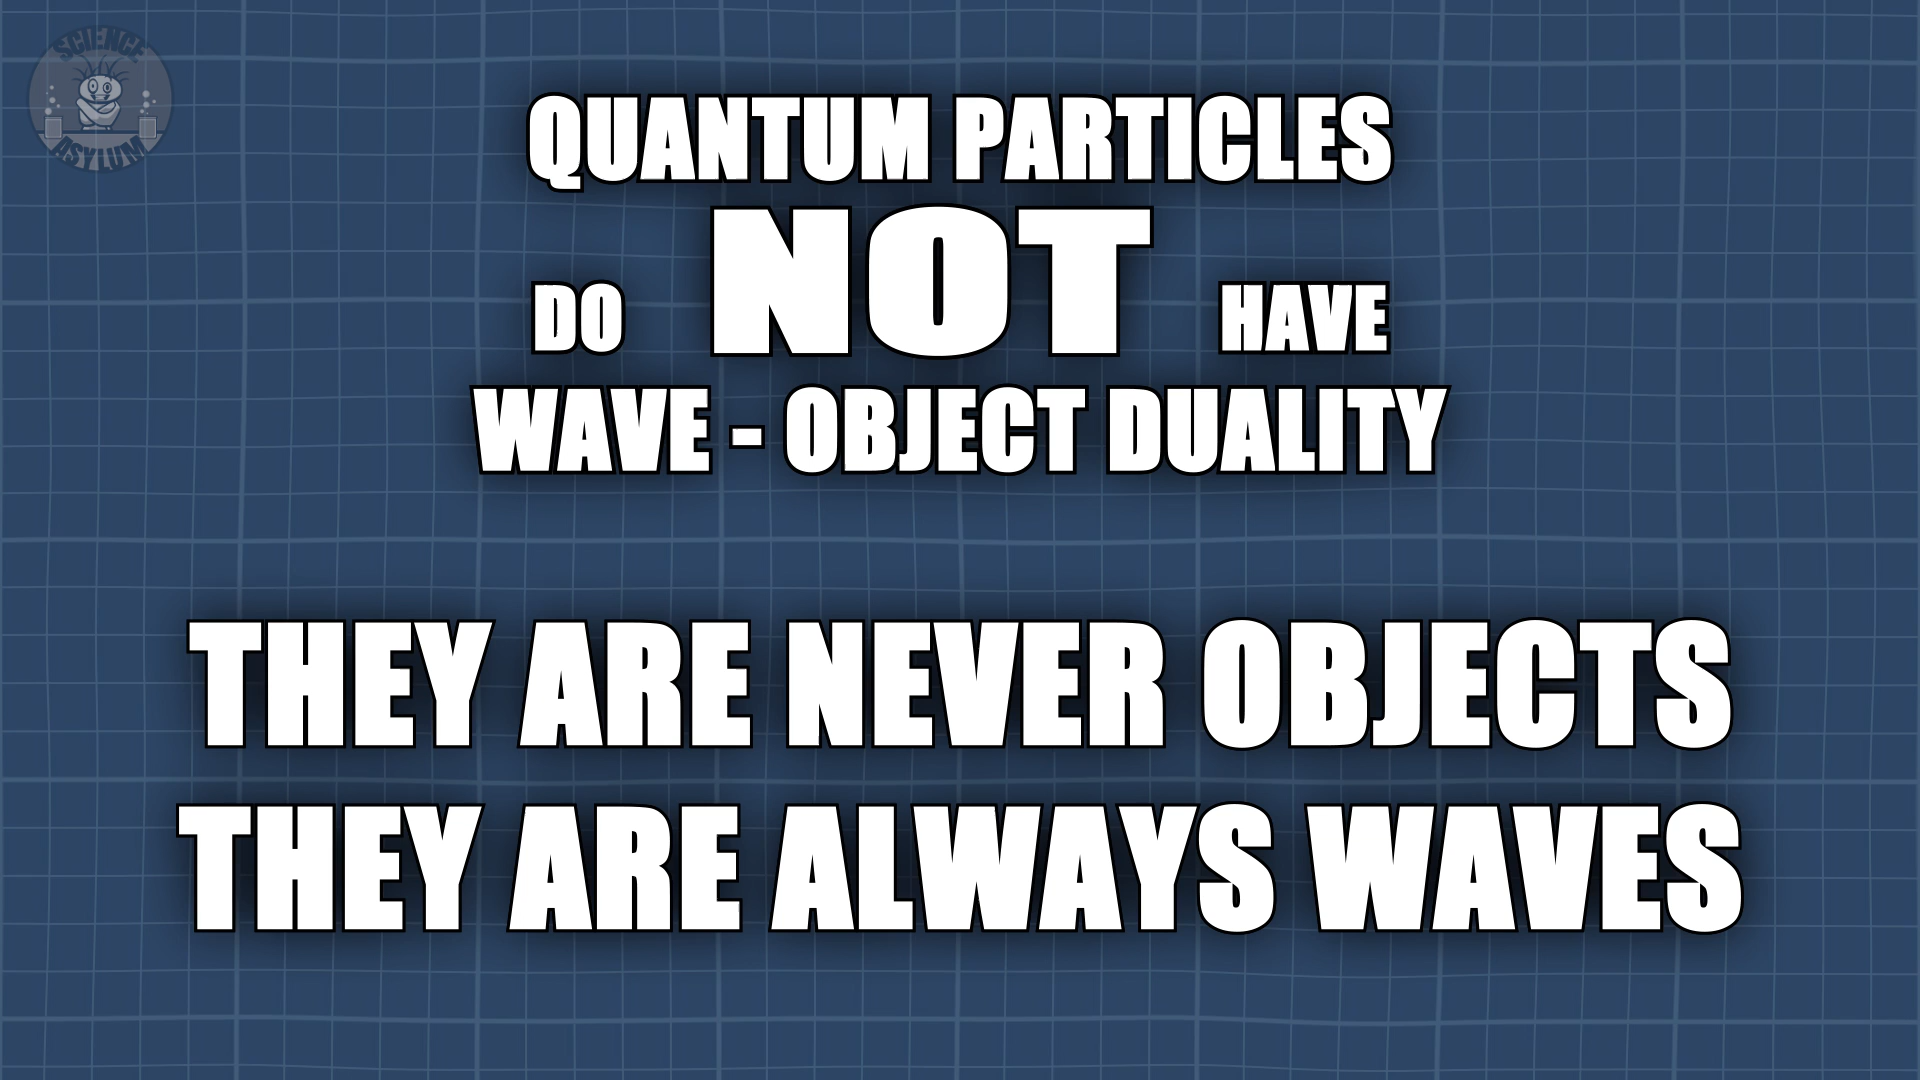 SCIENCE
ASYLUM
QUANTUM PARTICLES
DO NOT HAVE
WAVE - OBJECT DUALITY
THEY ARE NEVER OBJECTS
THEY ARE ALWAYS WAVES